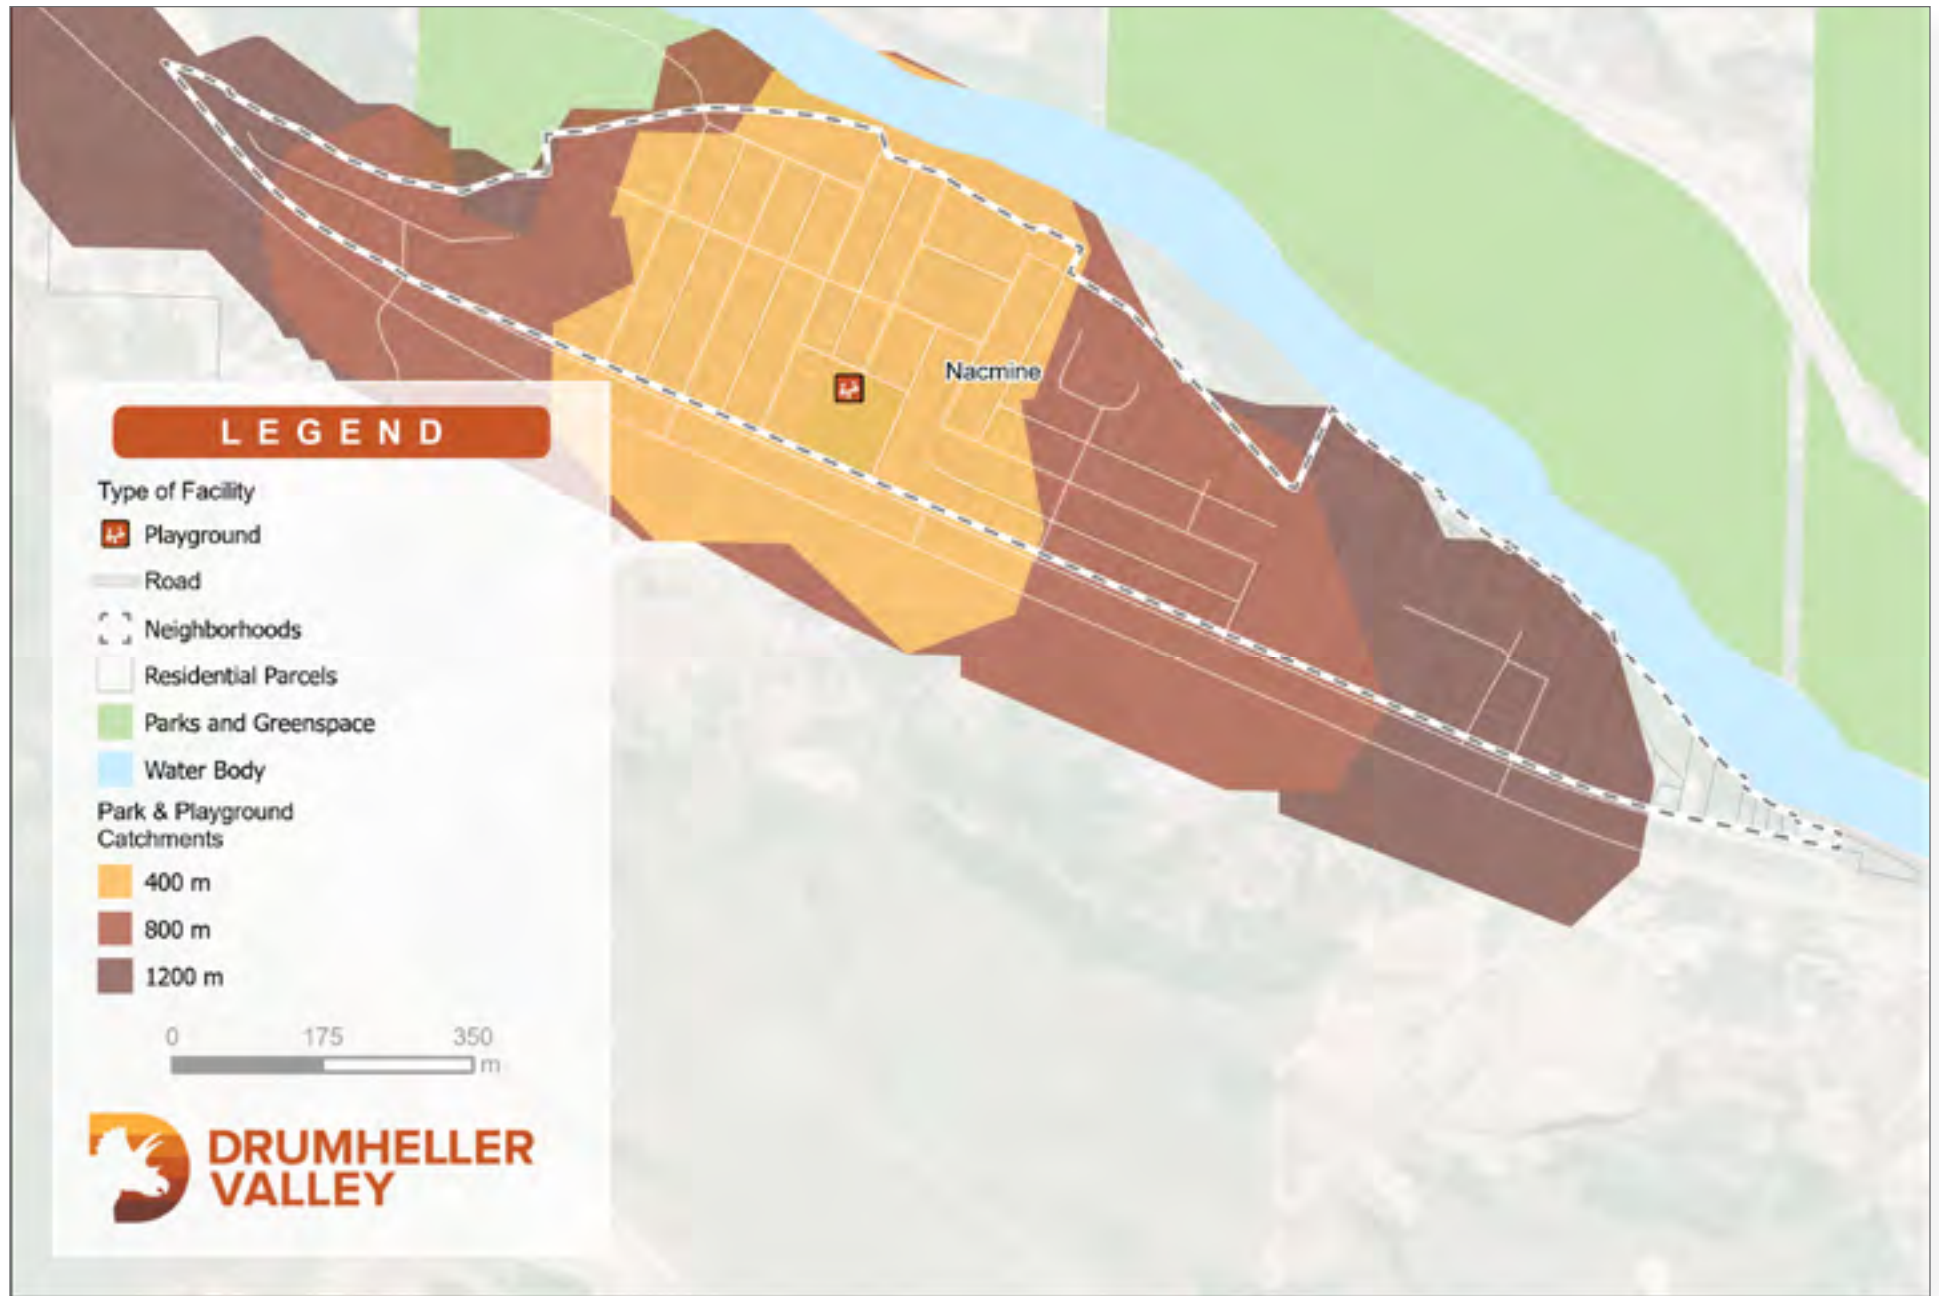 Nacmine
LEGEND
Type of Facility
Playground
Road
Neighborhoods
Residential Parcels
Parks and Greenspace
Water Body
Park & Playground
Catchments
400 m
800 m
1200 m
0 175 350
m
DRUMHELLER
VALLEY